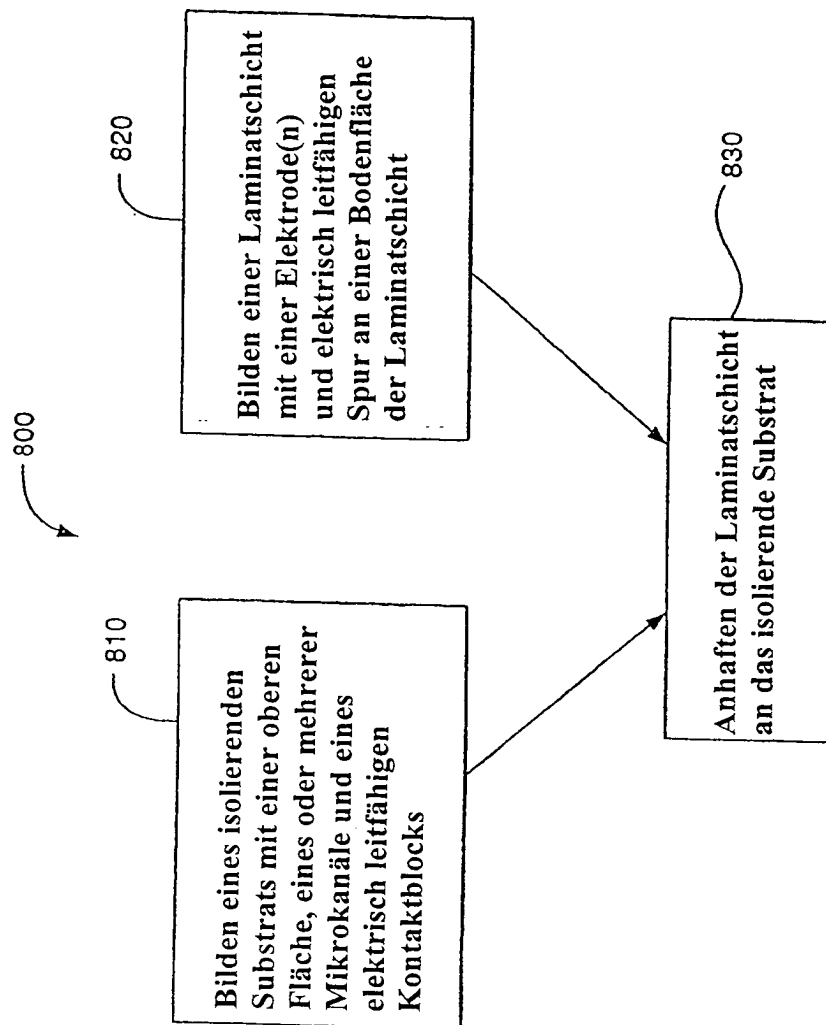 800
810
Bilden eines isolierenden
Substrats mit einer oberen
Fläche, eines oder mehrerer
Mikrokanäle und eines
elektrisch leitfähigen
Kontaktblocks
820
Bilden einer Laminatschicht
mit einer Elektrode(n)
und elektrisch leitfähigen
Spur an einer Bodenfläche
der Laminatschicht
830
Anhaften der Laminatschicht
an das isolierende Substrat